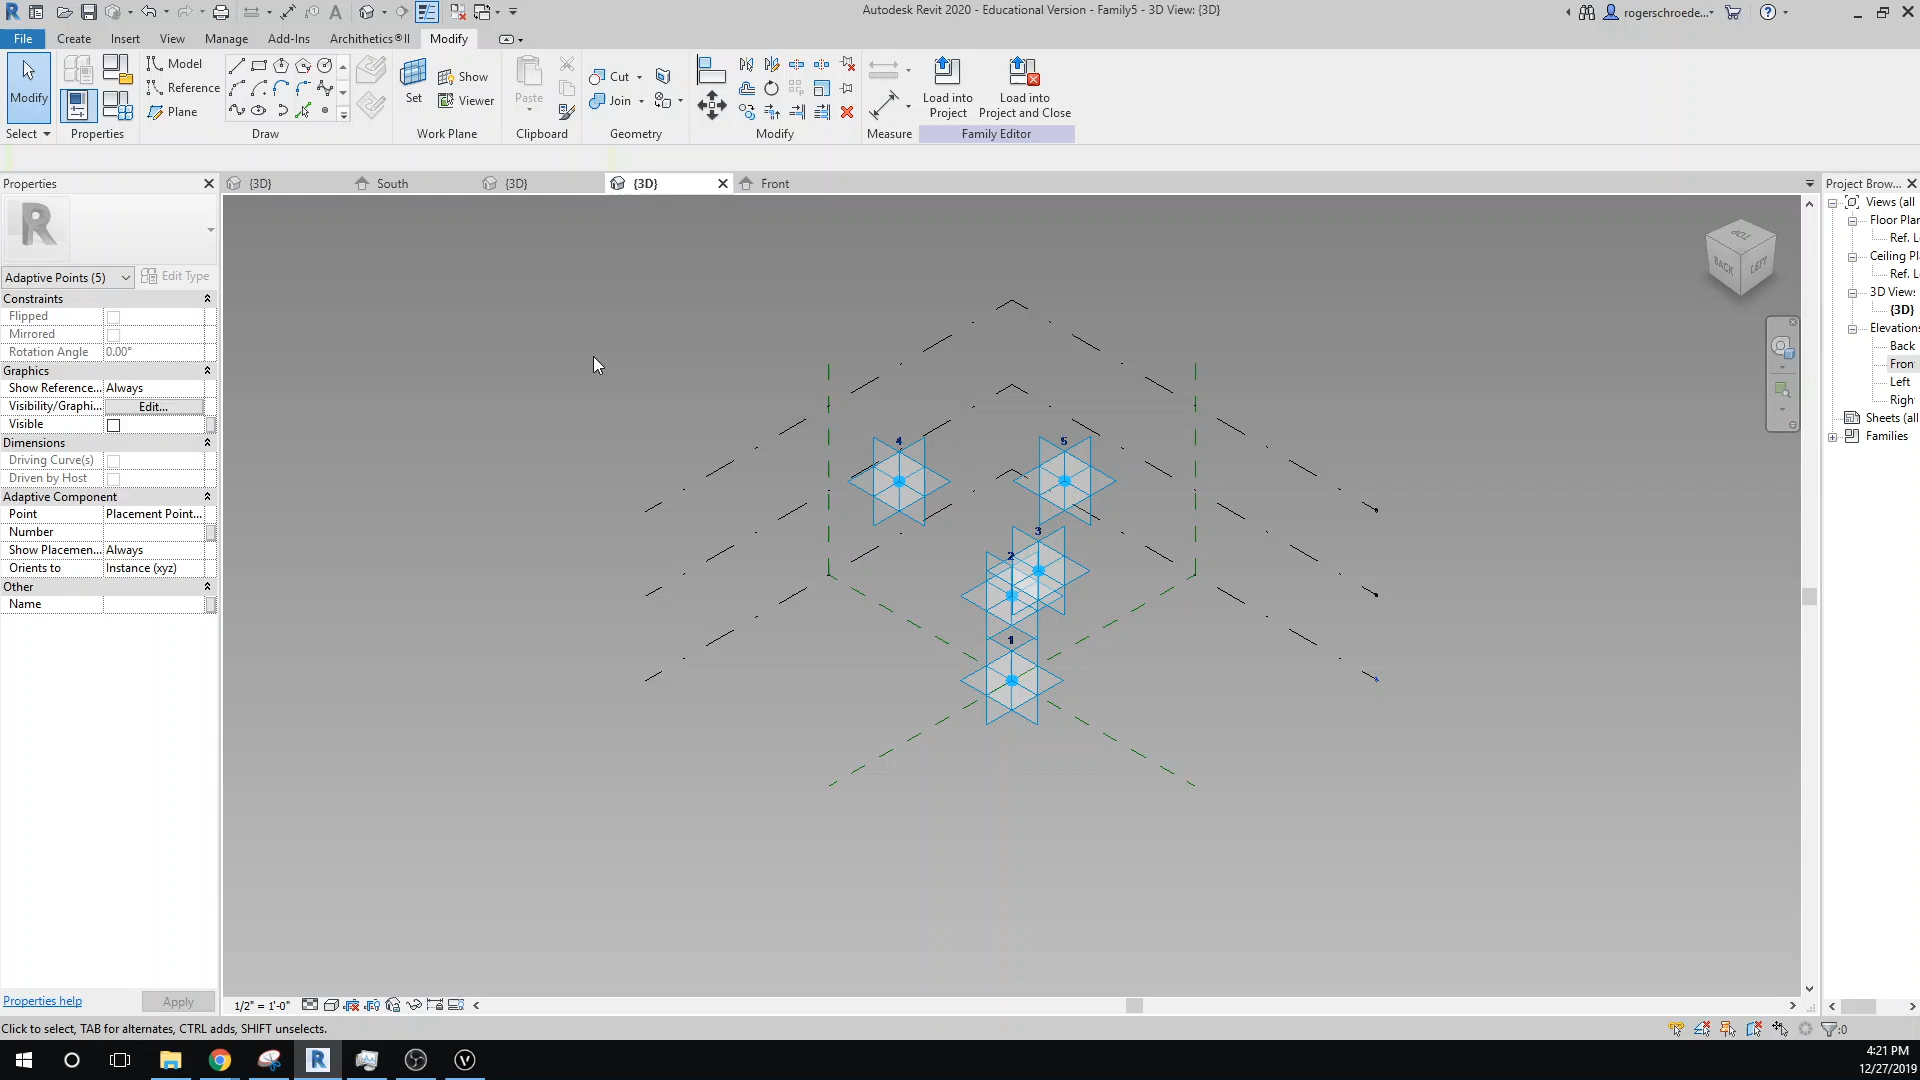 Autodesk Revit 2020 - Educational Version - Family5 - 3D View: {3D}
rogerschroede...
File Create Insert View Manage Add-Ins Archithetics®II Modify
Modify
Select
Properties
Model
Reference
Plane
Draw
Set
Show
Viewer
Work Plane
Paste
Clipboard
Cut
Join
Geometry
Modify
Measure
Load into
Project
Load into
Project and Close
Family Editor
Properties
{3D}
South
{3D}
{3D}
Front
Project Brow...
R
Adaptive Points (5)
Edit Type
Constraints
Flipped
Mirrored
Rotation Angle 0.00°
Graphics
Show Reference... Always
Visibility/Graphi... Edit...
Visible
Dimensions
Driving Curve(s)
Driven by Host
Adaptive Component
Point Placement Point...
Number
Show Placemen... Always
Orients to Instance (xyz)
Other
Name
Properties help
Apply
TOP
BACK
LEFT
4
5
3
2
1
Views (all
Floor Plan
Ref. L
Ceiling Pl
Ref. L
3D Views
{3D}
Elevations
Back
Fron
Left
Righ
Sheets (all
Families
1/2" = 1'-0"
Click to select, TAB for alternates, CTRL adds, SHIFT unselects.
:0
4:21 PM
12/27/2019